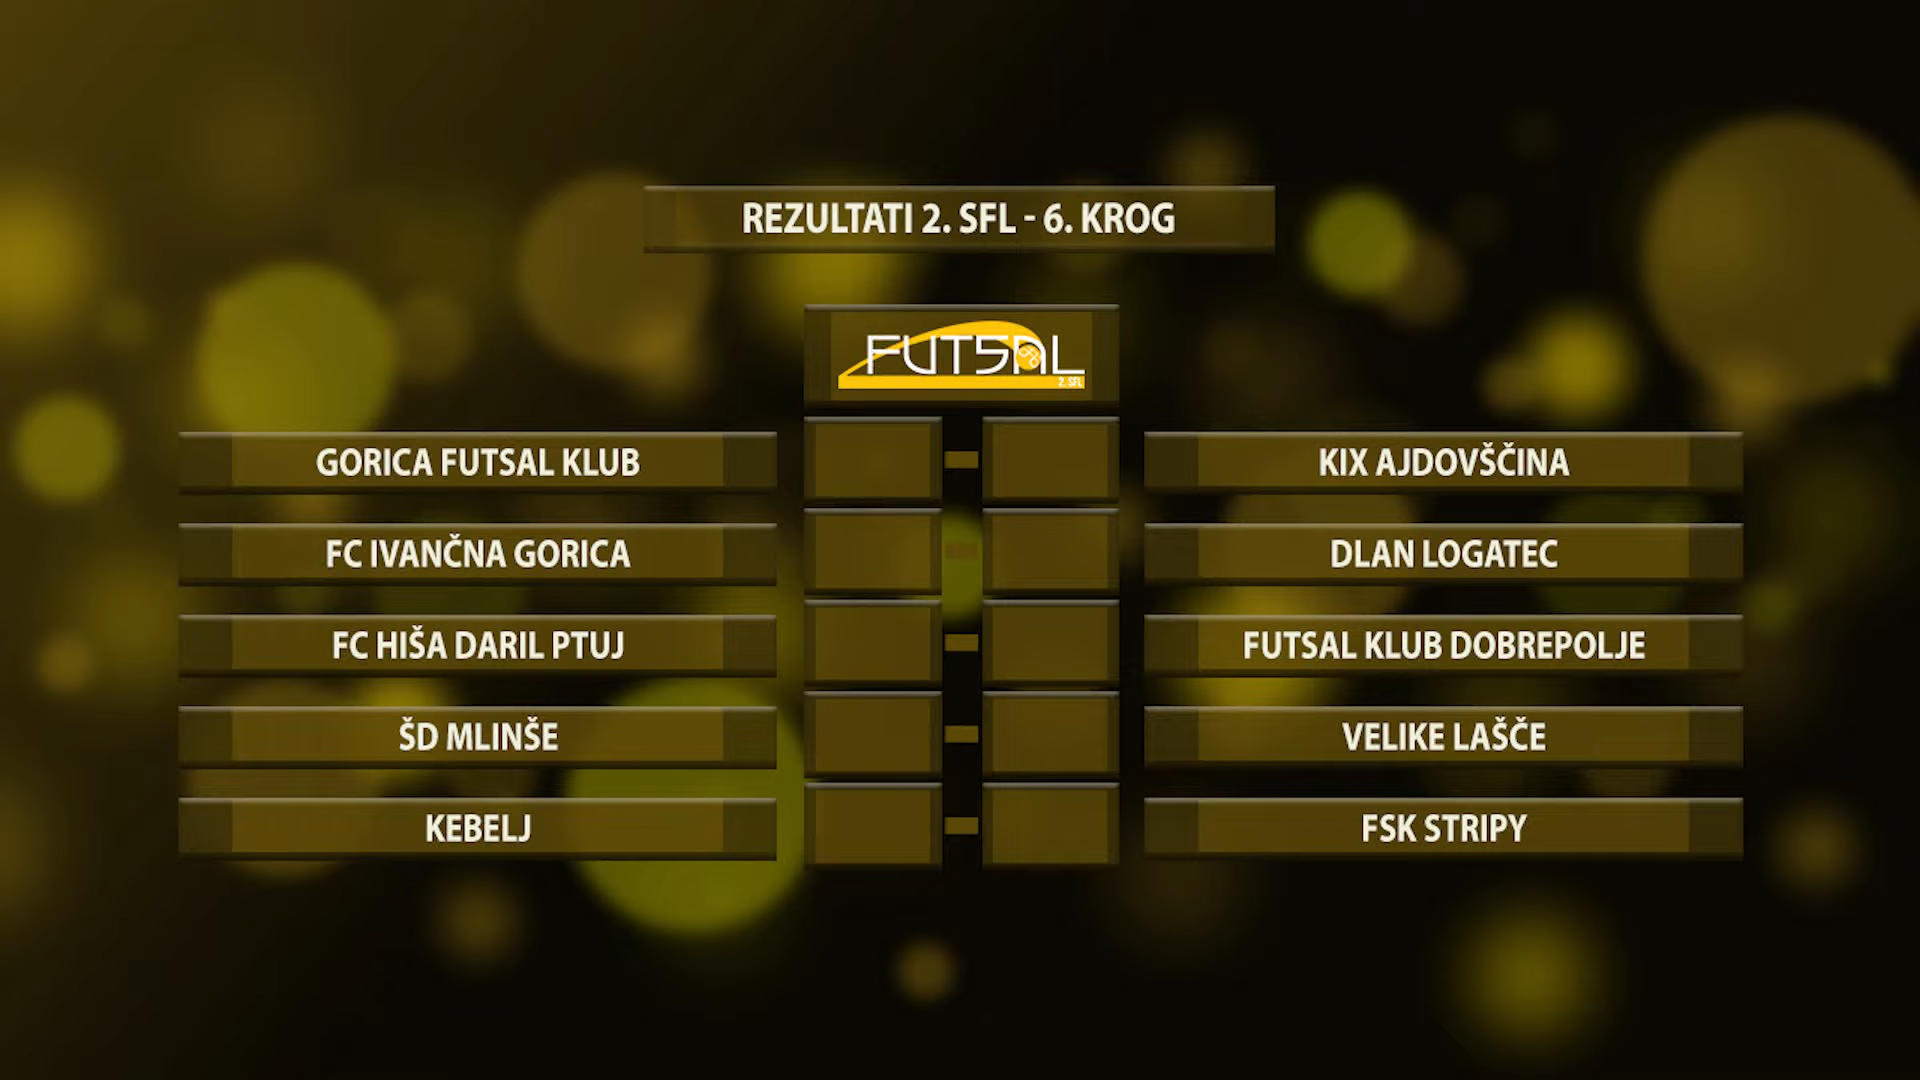 REZULTATI 2. SFL - 6. KROG
FUTSAL
2. SFL
GORICA FUTSAL KLUB - KIX AJDOVŠČINA
FC IVANČNA GORICA - DLAN LOGATEC
FC HIŠA DARIL PTUJ - FUTSAL KLUB DOBREPOLJE
ŠD MLINŠE - VELIKE LAŠČE
KEBELJ - FSK STRIPY